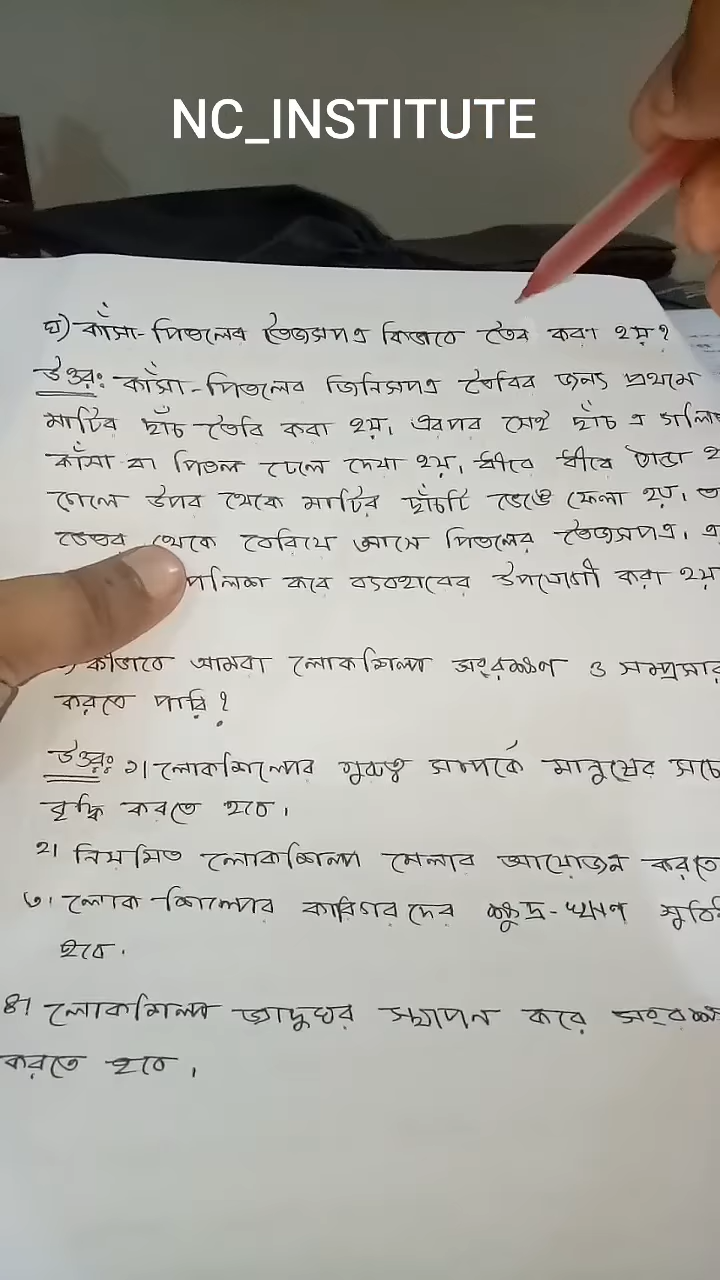 NC_INSTITUTE
ঘ) কাঁসা-পিতলের তৈজসপত্র কিভাবে তৈর করা হয়?
উত্তর: কাঁসা-পিতলের জিনিসপত্র তৈরির জন্য প্রথমে
মাটির ছাঁচ তৈরি করা হয়। এরপর সেই ছাঁচ এ গলি
কাঁসা বা পিতল ঢেলে দেয়া হয়। ধীরে ধীরে ঠান্ডা হ
গেলে উপর থেকে মাটির ছাঁচটি ভেঙে ফেলা হয়।
ভেতর থেকে বেরিয়ে আসে পিতলের তৈজসপত্র। এ
পলিশ করে ব্যবহারের উপযোগী করা হয়
কীভাবে আমরা লোকশিল্প সংরক্ষণ ও সম্প্রসার
করতে পারি?
উত্তর: ১। লোকশিল্পের গুরুত্ব সম্পর্কে মানুষের সচে
বৃদ্ধি করতে হবে।
২। নিয়মিত লোকশিল্প মেলার আয়োজন করতে
৩। লোক-শিল্পের কারিগরদের ক্ষুদ্র-ঋণ সুবি
হবে.
৪। লোকশিল্প জাদুঘর স্থাপন করে সংরক্ষ
করতে হবে।